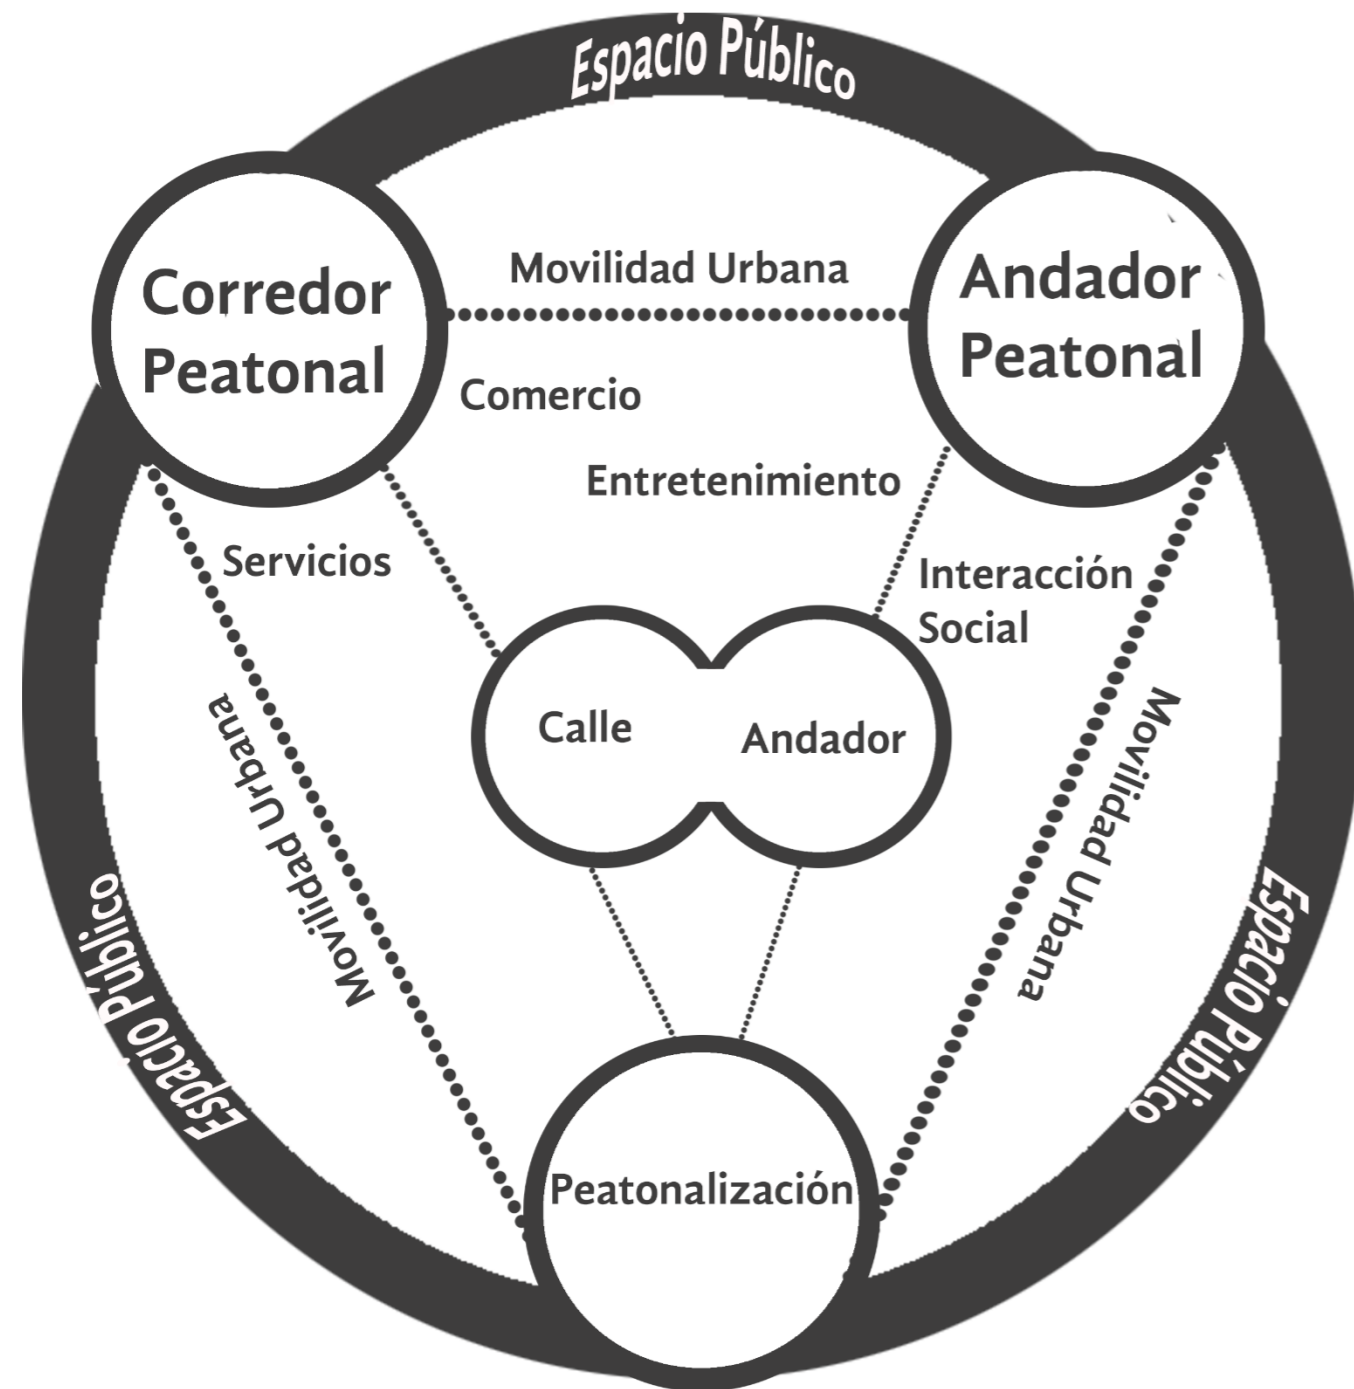 Espacio Público
Corredor
Peatonal
Movilidad Urbana
Andador
Peatonal
Comercio
Entretenimiento
Servicios
Interacción
Social
Calle
Andador
Movilidad Urbana
Movilidad Urbana
Espacio Público
Espacio Público
Peatonalización